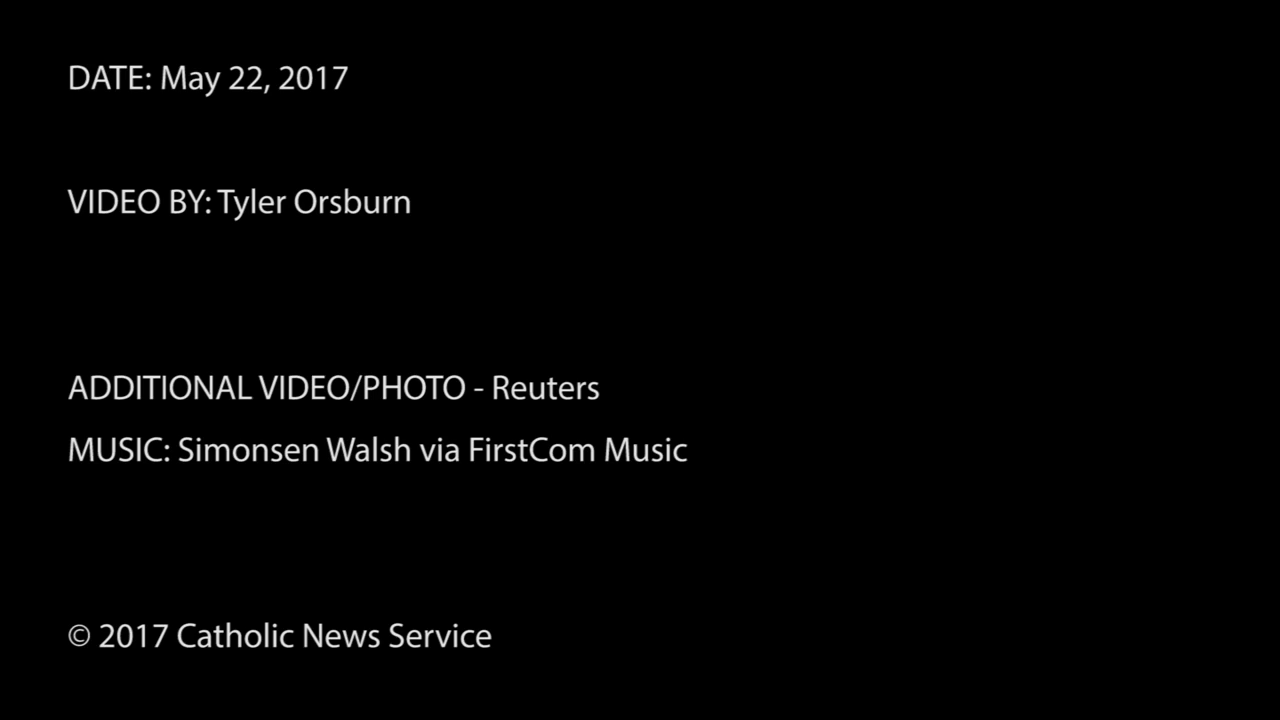 DATE: May 22, 2017
VIDEO BY: Tyler Orsburn
ADDITIONAL VIDEO/PHOTO - Reuters
MUSIC: Simonsen Walsh via FirstCom Music
© 2017 Catholic News Service